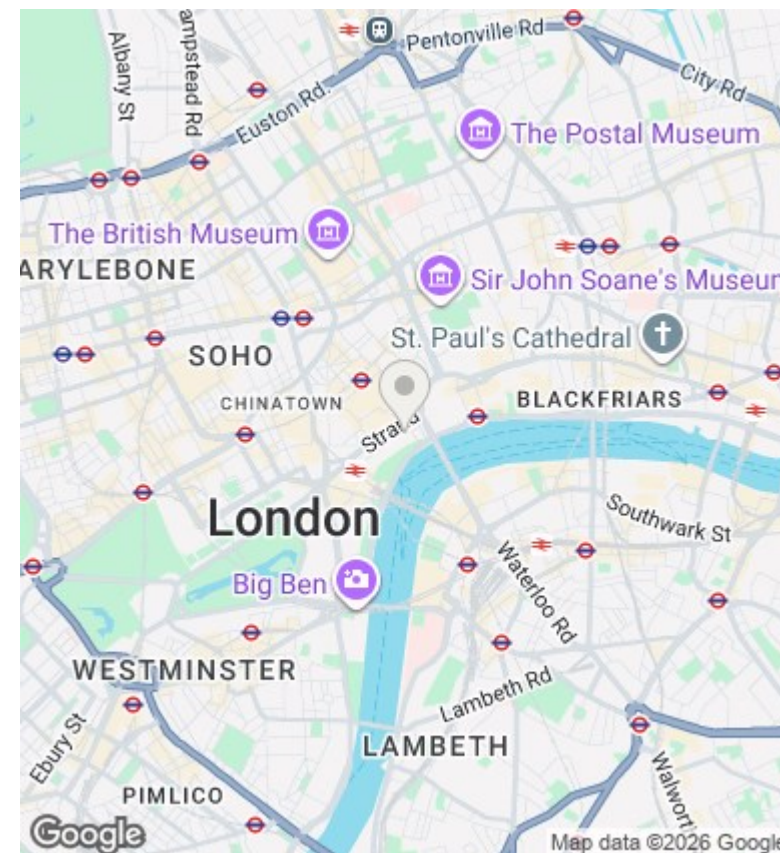 Pentonville Rd
Albany St
ampstead Rd
City Rd
Euston Rd.
The Postal Museum
The British Museum
ARYLEBONE
Sir John Soane's Museum
SOHO
St. Paul's Cathedral
CHINATOWN
BLACKFRIARS
Strand
London
Southwark St
Big Ben
Waterloo Rd
WESTMINSTER
Lambeth Rd
Ebury St
LAMBETH
PIMLICO
Walworth
Google
Map data ©2026 Google